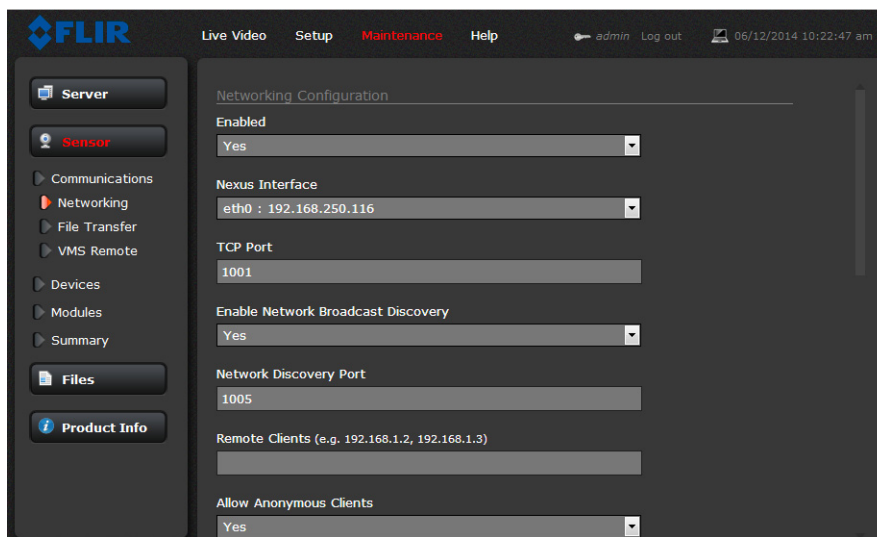 FLIR
Live Video Setup Maintenance Help admin Log out 06/12/2014 10:22:47 am
Server
Sensor
Communications
Networking
File Transfer
VMS Remote
Devices
Modules
Summary
Files
Product Info
Networking Configuration
Enabled
Yes
Nexus Interface
eth0 : 192.168.250.116
TCP Port
1001
Enable Network Broadcast Discovery
Yes
Network Discovery Port
1005
Remote Clients (e.g. 192.168.1.2, 192.168.1.3)
Allow Anonymous Clients
Yes